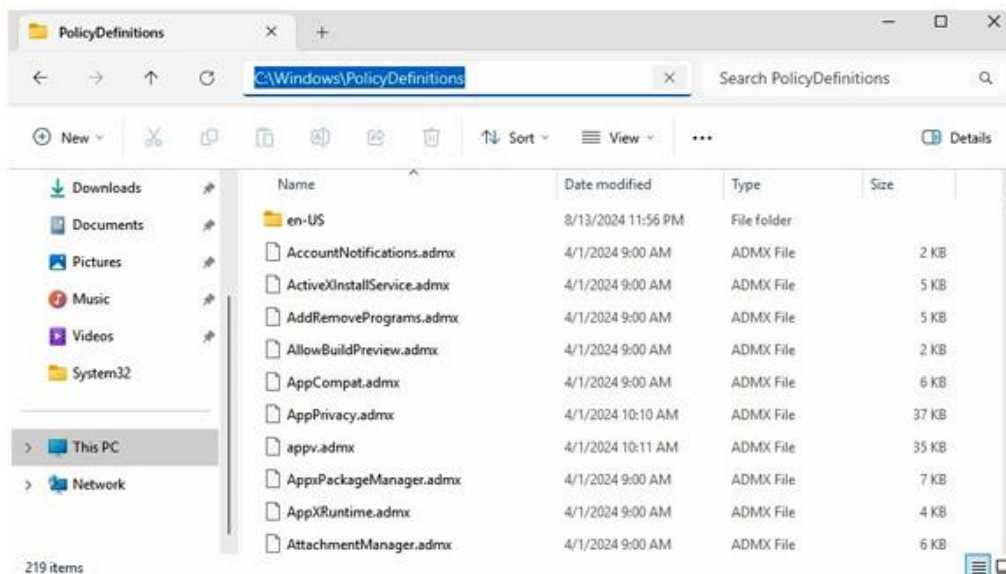 PolicyDefinitions
C:\Windows\PolicyDefinitions
Search PolicyDefinitions
New
Sort
View
Details
Downloads
Documents
Pictures
Music
Videos
System32
This PC
Network
Name Date modified Type Size
en-US 8/13/2024 11:56 PM File folder
AccountNotifications.admx 4/1/2024 9:00 AM ADMX File 2 KB
ActiveXInstallService.admx 4/1/2024 9:00 AM ADMX File 5 KB
AddRemovePrograms.admx 4/1/2024 9:00 AM ADMX File 5 KB
AllowBuildPreview.admx 4/1/2024 9:00 AM ADMX File 2 KB
AppCompat.admx 4/1/2024 9:00 AM ADMX File 6 KB
AppPrivacy.admx 4/1/2024 10:10 AM ADMX File 37 KB
appv.admx 4/1/2024 10:11 AM ADMX File 35 KB
AppxPackageManager.admx 4/1/2024 9:00 AM ADMX File 7 KB
AppXRuntime.admx 4/1/2024 9:00 AM ADMX File 4 KB
AttachmentManager.admx 4/1/2024 9:00 AM ADMX File 6 KB
219 items